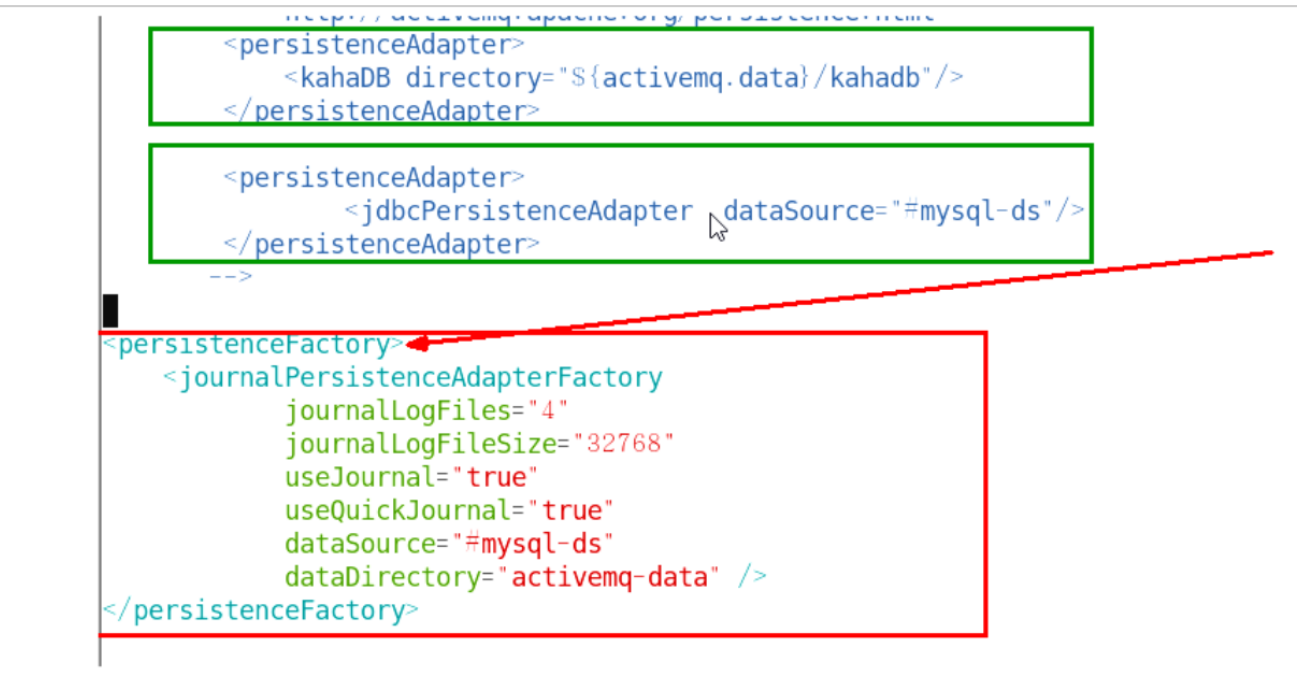 http://activemq.apache.org/persistence.html
<persistenceAdapter>
<kahaDB directory="${activemq.data}/kahadb"/>
</persistenceAdapter>
<persistenceAdapter>
<jdbcPersistenceAdapter dataSource="#mysql-ds"/>
</persistenceAdapter>
-->
<persistenceFactory>
<journalPersistenceAdapterFactory
journalLogFiles="4"
journalLogFileSize="32768"
useJournal="true"
useQuickJournal="true"
dataSource="#mysql-ds"
dataDirectory="activemq-data" />
</persistenceFactory>